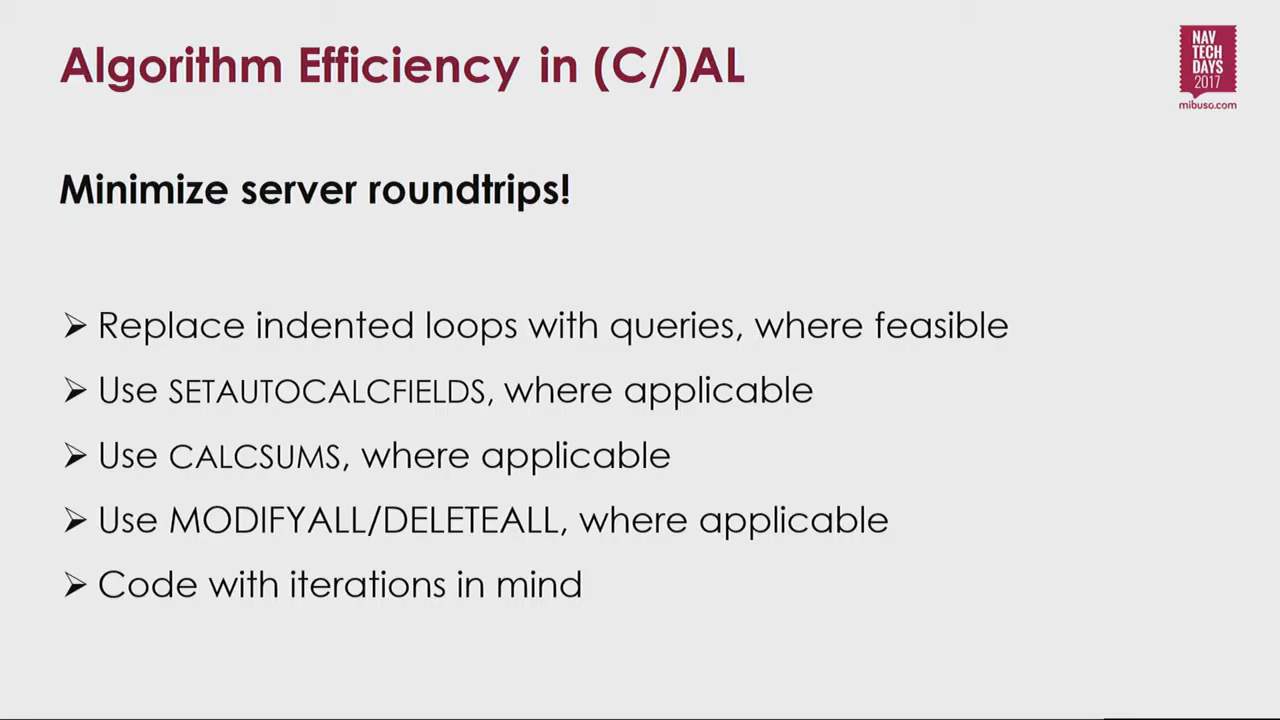 Algorithm Efficiency in (C/)AL
NAV
TECH
DAYS
2017
mibuso.com
Minimize server roundtrips!
Replace indented loops with queries, where feasible
Use SETAUTOCALCFIELDS, where applicable
Use CALCSUMS, where applicable
Use MODIFYALL/DELETEALL, where applicable
Code with iterations in mind